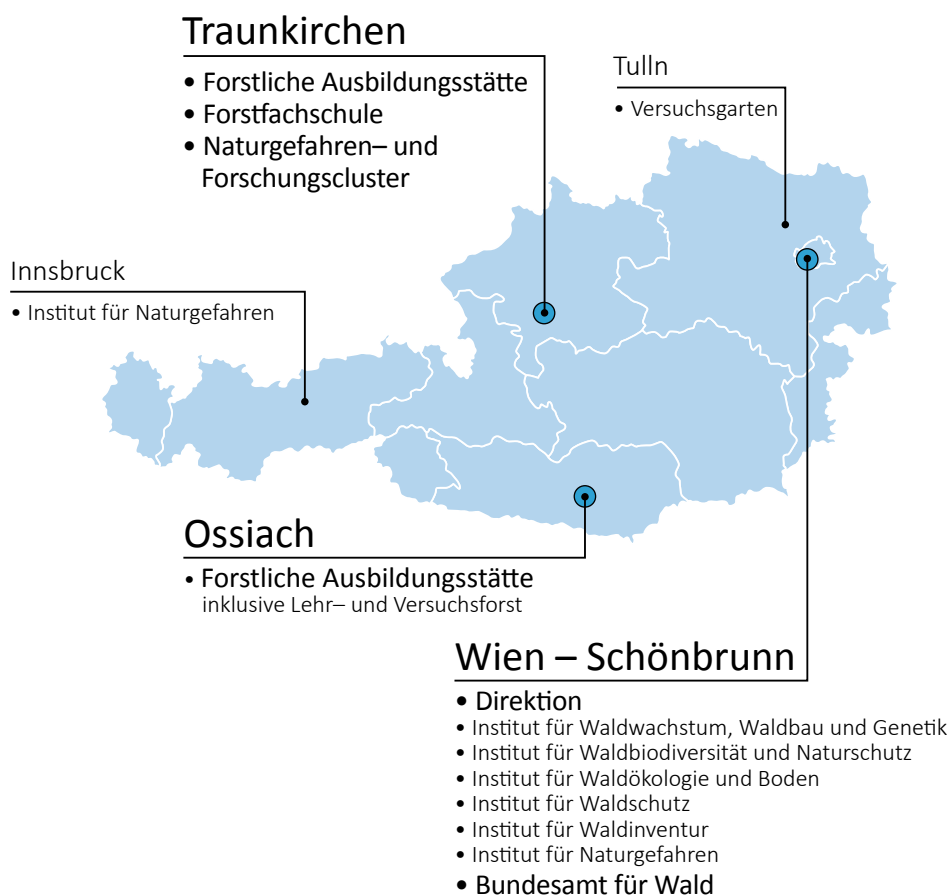 Traunkirchen
• Forstliche Ausbildungsstätte
• Forstfachschule
• Naturgefahren– und
Forschungscluster
Tulln
• Versuchsgarten
Innsbruck
• Institut für Naturgefahren
Ossiach
• Forstliche Ausbildungsstätte
inklusive Lehr– und Versuchsforst
Wien – Schönbrunn
• Direktion
• Institut für Waldwachstum, Waldbau und Genetik
• Institut für Waldbiodiversität und Naturschutz
• Institut für Waldökologie und Boden
• Institut für Waldschutz
• Institut für Waldinventur
• Institut für Naturgefahren
• Bundesamt für Wald